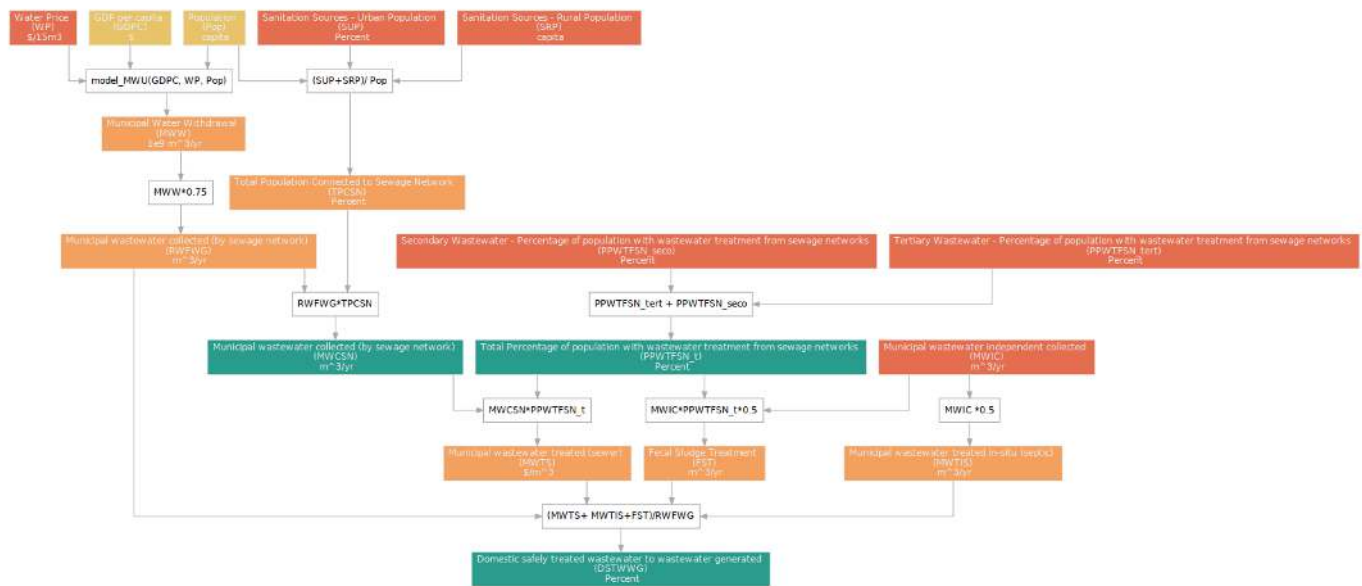 Water Price
(WP)
$/15m3
GDP per capita
(GDPC)
$
Population
(Pop)
capita
Sanitation Sources - Urban Population
(SUP)
Percent
Sanitation Sources - Rural Population
(SRP)
capita
model_MWU(GDPC, WP, Pop)
(SUP+SRP)/ Pop
Municipal Water Withdrawal
(MWW)
1e9 m^3/yr
MWW*0.75
Total Population Connected to Sewage Network
(TPCSN)
Percent
Municipal wastewater collected (by sewage network)
(RWFWG)
m^3/yr
Secondary Wastewater - Percentage of population with wastewater treatment from sewage networks
(PPWTFSN_seco)
Percent
Tertiary Wastewater - Percentage of population with wastewater treatment from sewage networks
(PPWTFSN_tert)
Percent
RWFWG*TPCSN
PPWTFSN_tert + PPWTFSN_seco
Municipal wastewater collected (by sewage network)
(MWCSN)
m^3/yr
Total Percentage of population with wastewater treatment from sewage networks
(PPWTFSN_t)
Percent
Municipal wastewater independent collected
(MWIC)
m^3/yr
MWCSN*PPWTFSN_t
MWIC*PPWTFSN_t*0.5
MWIC *0.5
Municipal wastewater treated (sewer)
(MWTS)
$/m^3
Fecal Sludge Treatment
(FST)
m^3/yr
Municipal wastewater treated in-situ (septic)
(MWTIS)
m^3/yr
(MWTS+ MWTIS+FST)/RWFWG
Domestic safely treated wastewater to wastewater generated
(DSTWWG)
Percent